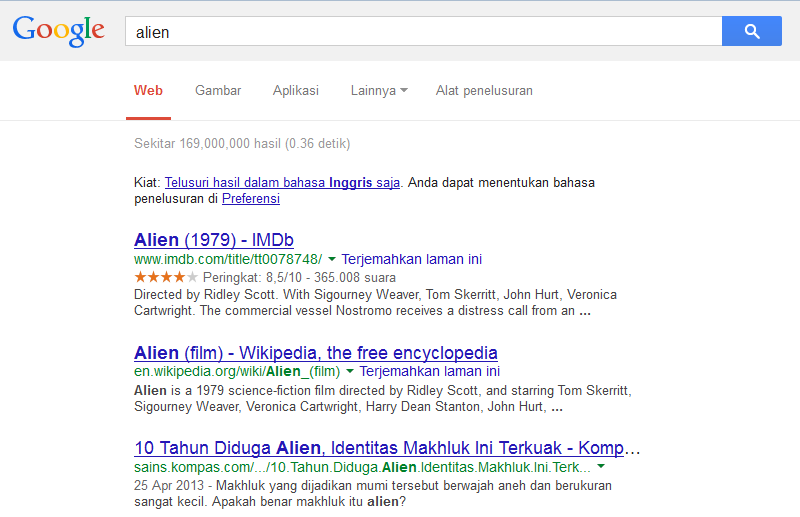 Google
alien
Web Gambar Aplikasi Lainnya Alat penelusuran
Sekitar 169,000,000 hasil (0.36 detik)
Kiat: Telusuri hasil dalam bahasa Inggris saja. Anda dapat menentukan bahasa
penelusuran di Preferensi
Alien (1979) - IMDb
www.imdb.com/title/tt0078748/ Terjemahkan laman ini
Peringkat: 8,5/10 - 365.008 suara
Directed by Ridley Scott. With Sigourney Weaver, Tom Skerritt, John Hurt, Veronica
Cartwright. The commercial vessel Nostromo receives a distress call from an ...
Alien (film) - Wikipedia, the free encyclopedia
en.wikipedia.org/wiki/Alien_(film) Terjemahkan laman ini
Alien is a 1979 science-fiction film directed by Ridley Scott, and starring Tom Skerritt,
Sigourney Weaver, Veronica Cartwright, Harry Dean Stanton, John Hurt, ...
10 Tahun Diduga Alien, Identitas Makhluk Ini Terkuak - Komp...
sains.kompas.com/.../10.Tahun.Diduga.Alien.Identitas.Makhluk.Ini.Terk...
25 Apr 2013 - Makhluk yang dijadikan mumi tersebut berwajah aneh dan berukuran
sangat kecil. Apakah benar makhluk itu alien?